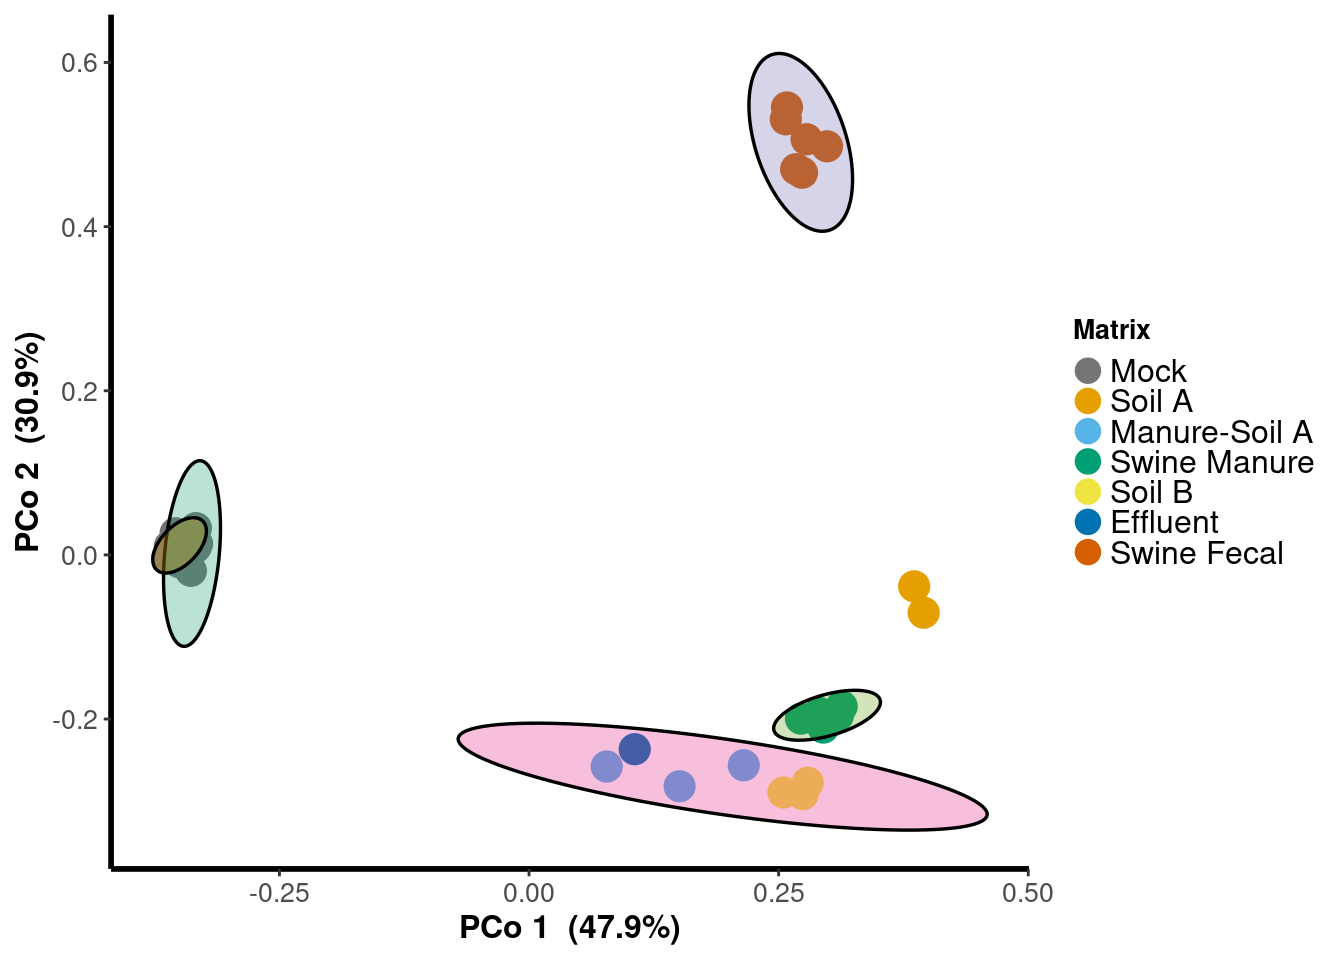 0.6
0.4
0.2
0.0
-0.2
PCo 2 (30.9%)
-0.25
0.00
0.25
0.50
PCo 1 (47.9%)
Matrix
Mock
Soil A
Manure-Soil A
Swine Manure
Soil B
Effluent
Swine Fecal